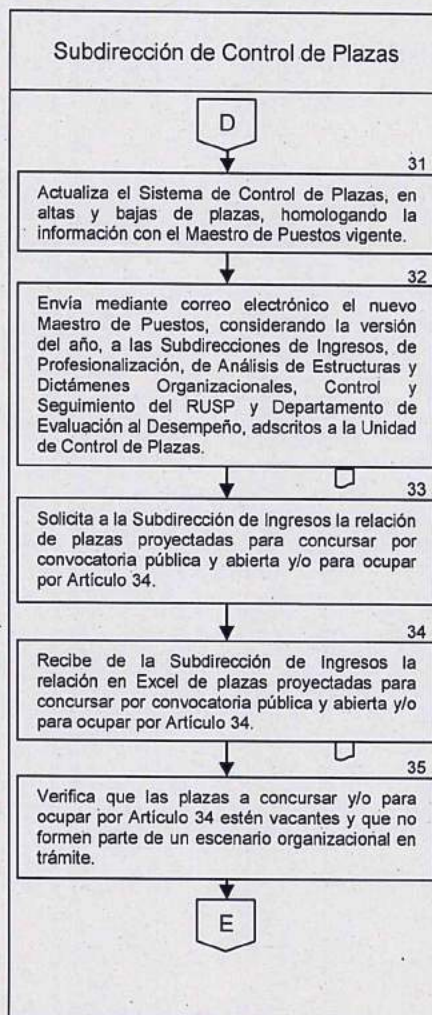 Subdirección de Control de Plazas
D
31
Actualiza el Sistema de Control de Plazas, en
altas y bajas de plazas, homologando la
información con el Maestro de Puestos vigente.
32
Envía mediante correo electrónico el nuevo
Maestro de Puestos, considerando la versión
del año, a las Subdirecciones de Ingresos, de
Profesionalización, de Análisis de Estructuras y
Dictámenes Organizacionales, Control y
Seguimiento del RUSP y Departamento de
Evaluación al Desempeño, adscritos a la Unidad
de Control de Plazas.
33
Solicita a la Subdirección de Ingresos la relación
de plazas proyectadas para concursar por
convocatoria pública y abierta y/o para ocupar
por Artículo 34.
34
Recibe de la Subdirección de Ingresos la
relación en Excel de plazas proyectadas para
concursar por convocatoria pública y abierta y/o
para ocupar por Artículo 34.
35
Verifica que las plazas a concursar y/o para
ocupar por Artículo 34 estén vacantes y que no
formen parte de un escenario organizacional en
trámite.
E